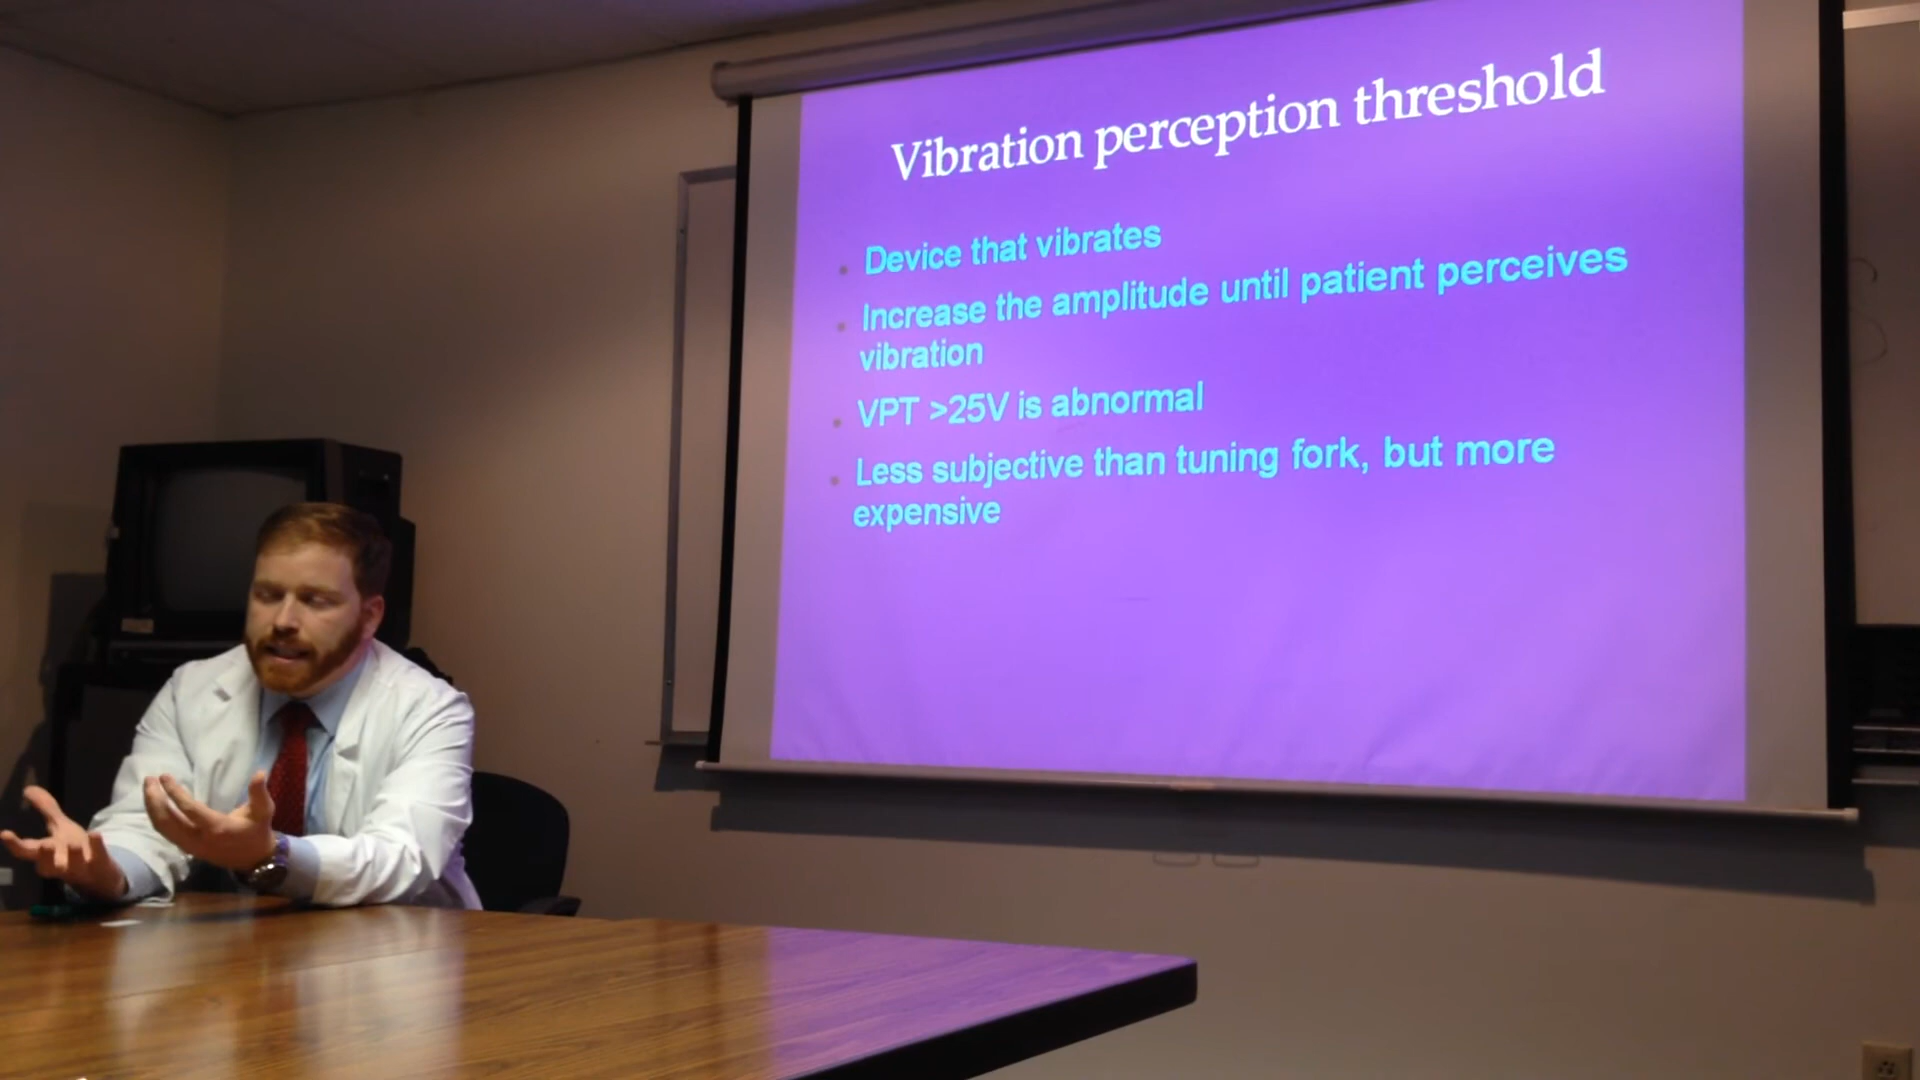 Vibration perception threshold
Device that vibrates
Increase the amplitude until patient perceives
vibration
VPT >25V is abnormal
Less subjective than tuning fork, but more
expensive